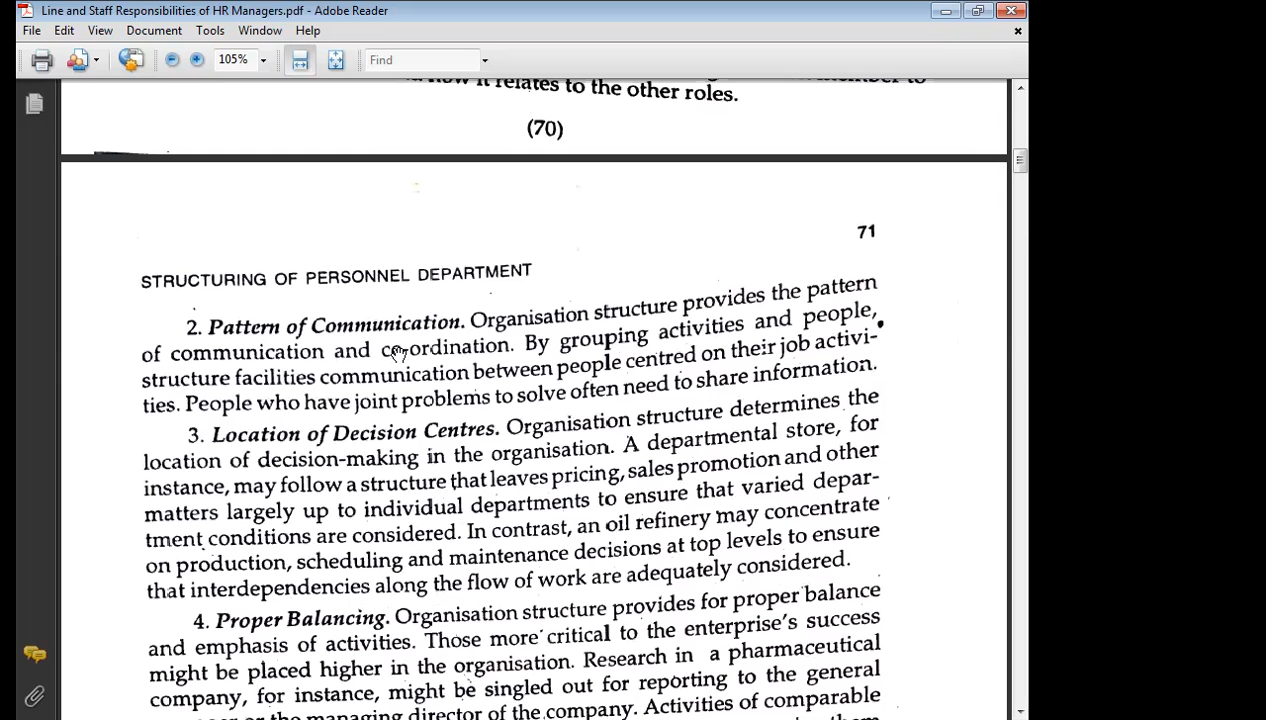 Line and Staff Responsibilities of HR Managers.pdf - Adobe Reader
File Edit View Document Tools Window Help
105% Find
how it relates to the other roles.
(70)
71
STRUCTURING OF PERSONNEL DEPARTMENT
2. Pattern of Communication. Organisation structure provides the pattern
of communication and co-ordination. By grouping activities and people,
structure facilities communication between people centred on their job activi-
ties. People who have joint problems to solve often need to share information.
3. Location of Decision Centres. Organisation structure determines the
location of decision-making in the organisation. A departmental store, for
instance, may follow a structure that leaves pricing, sales promotion and other
matters largely up to individual departments to ensure that varied depar-
tment conditions are considered. In contrast, an oil refinery may concentrate
on production, scheduling and maintenance decisions at top levels to ensure
that interdependencies along the flow of work are adequately considered.
4. Proper Balancing. Organisation structure provides for proper balance
and emphasis of activities. Those more critical to the enterprise's success
might be placed higher in the organisation. Research in a pharmaceutical
company, for instance, might be singled out for reporting to the general
or the managing director of the company. Activities of comparable